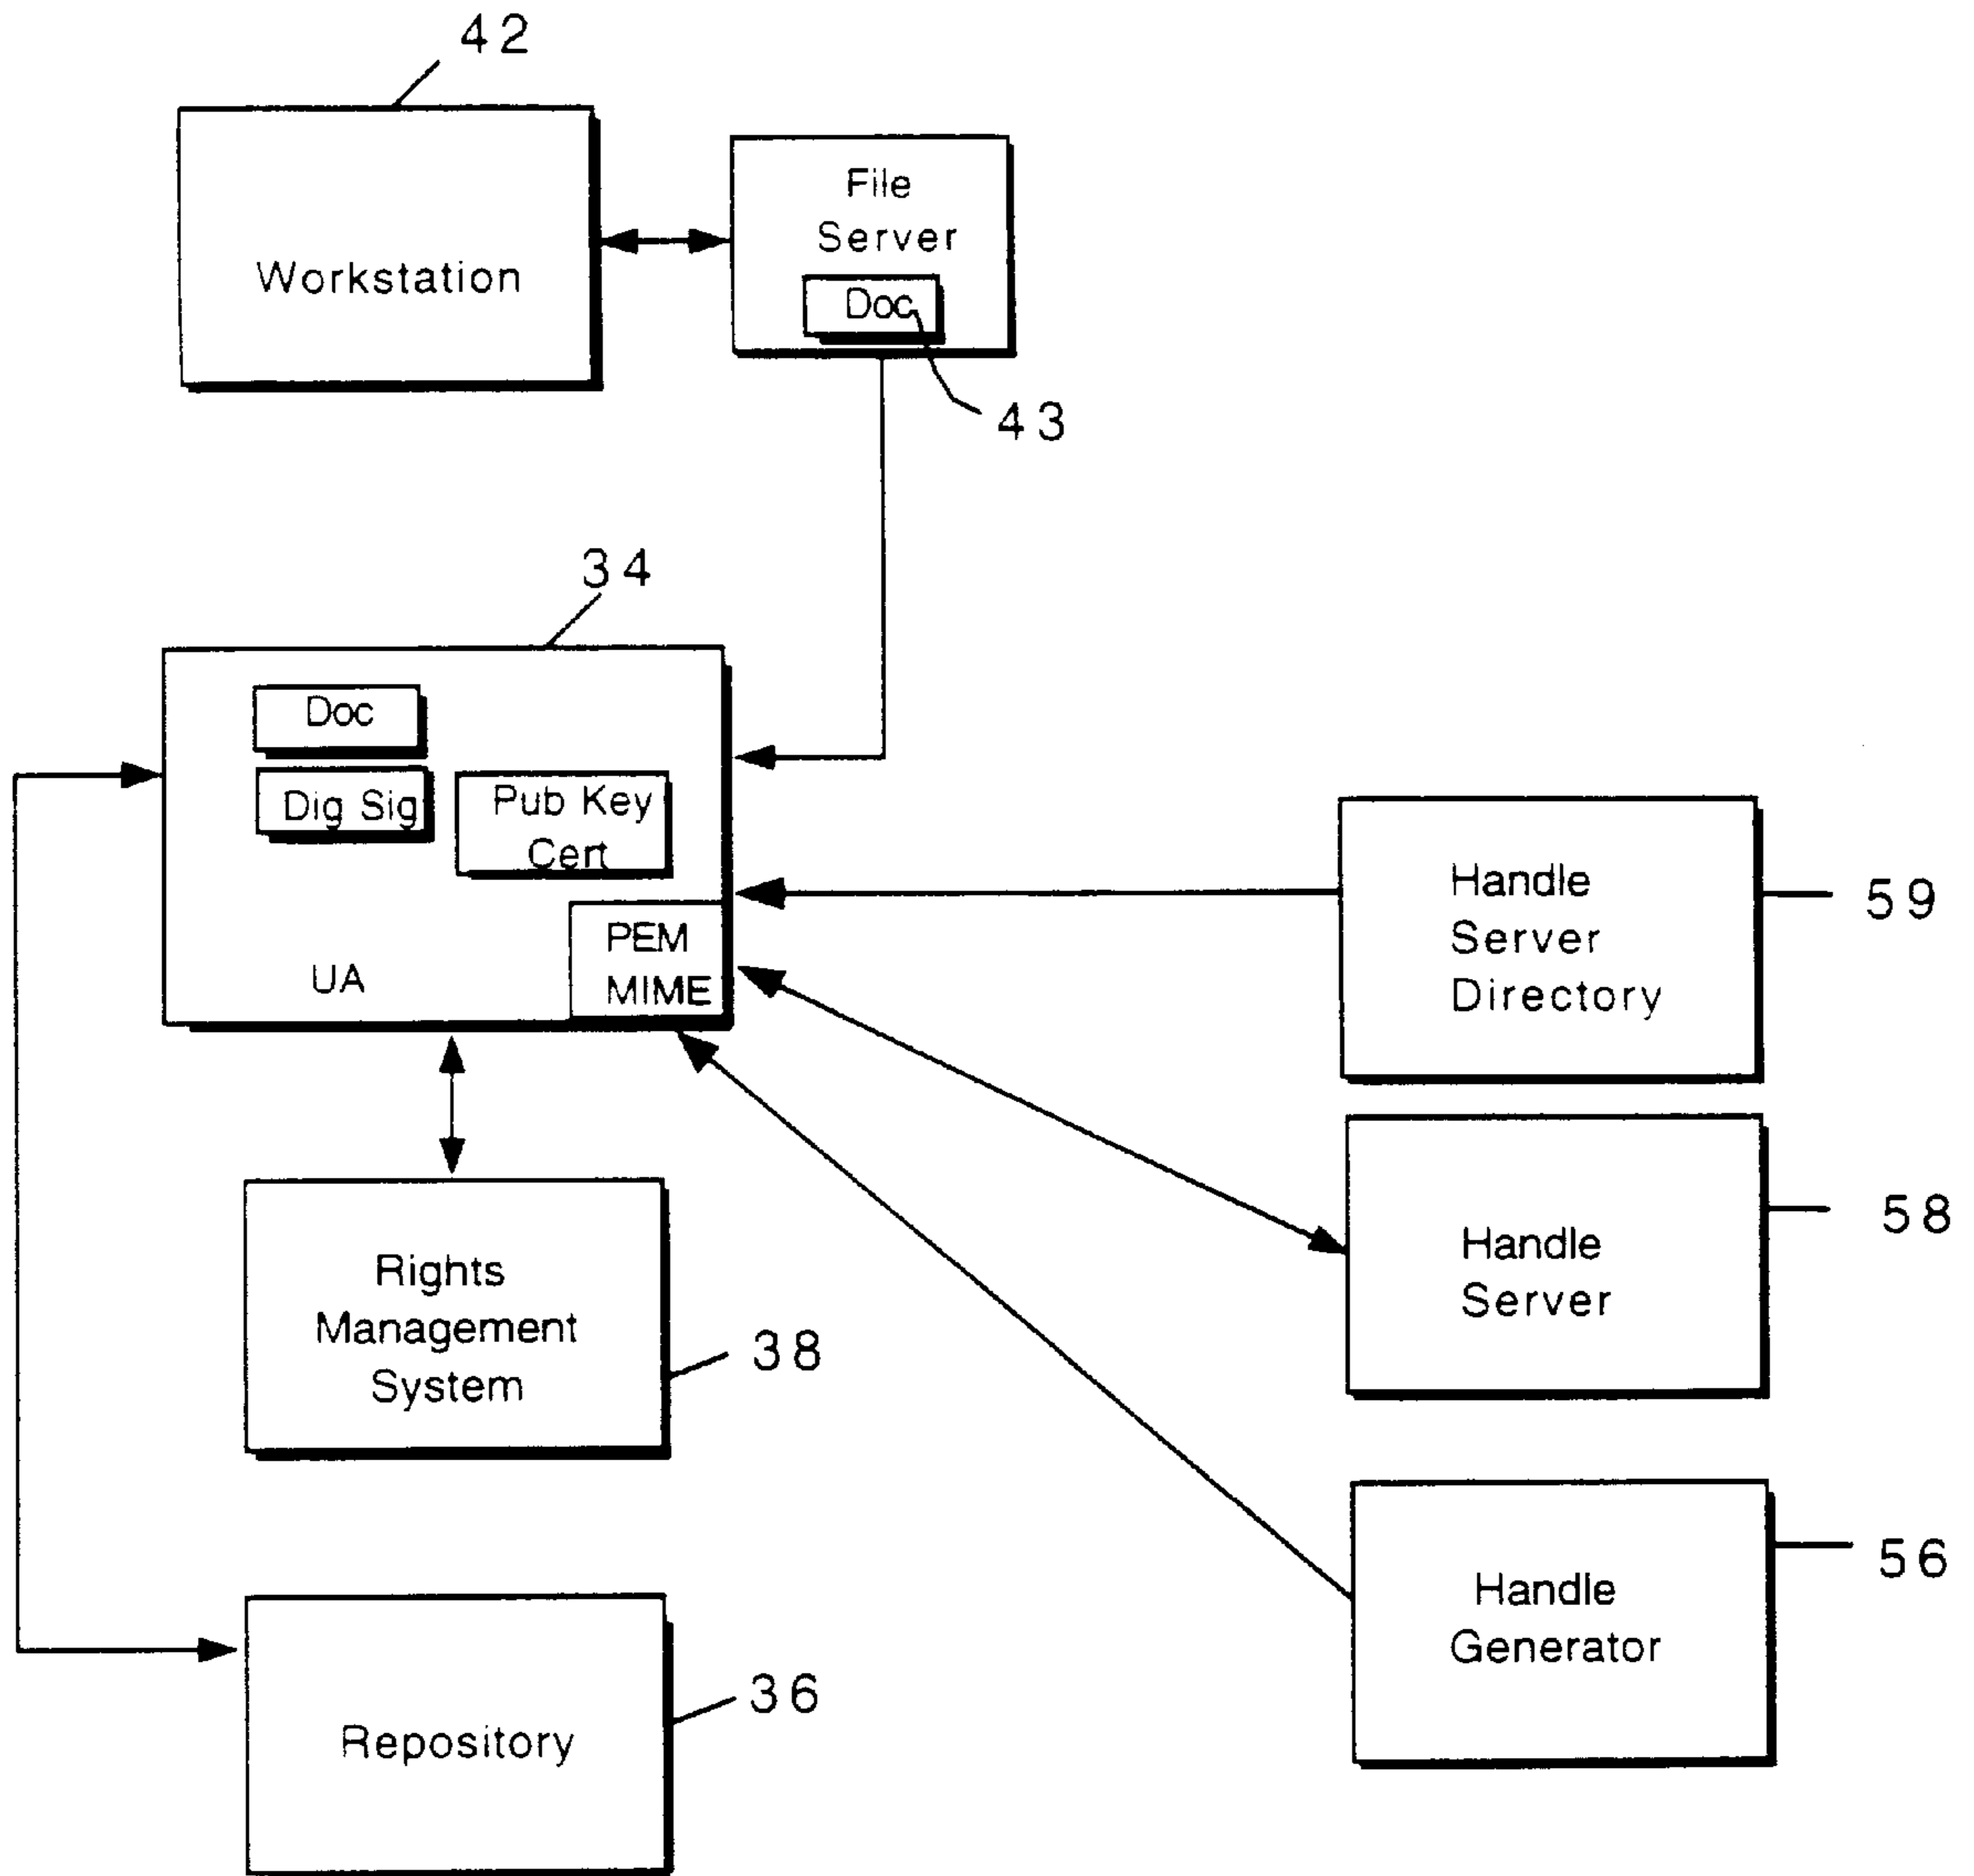 42
Workstation
File
Server
Doc
43
34
Doc
Dig Sig
Pub Key
Cert
PEM
MIME
UA
Handle
Server
Directory
59
Rights
Management
System
38
Handle
Server
58
Handle
Generator
56
Repository
36